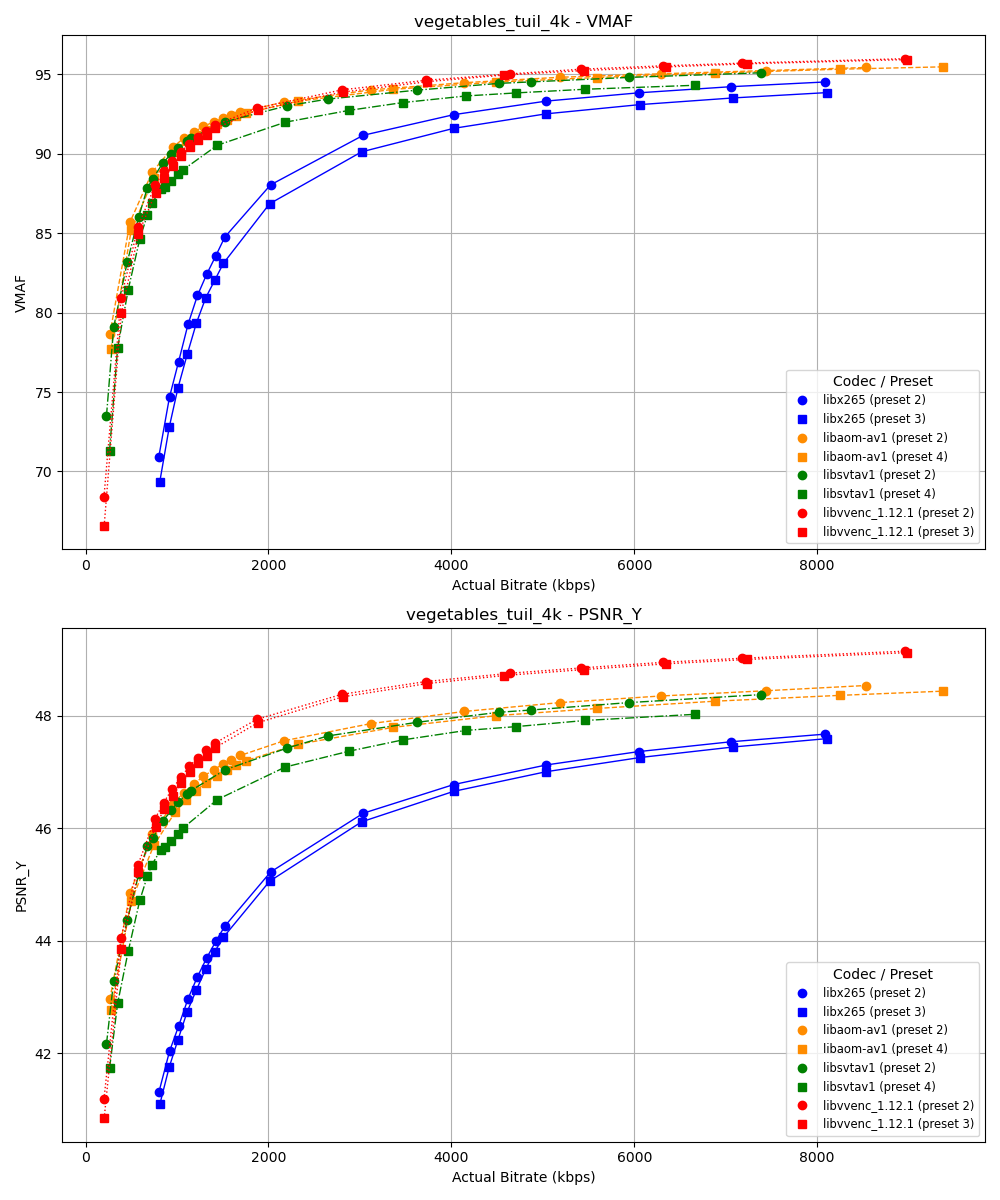 vegetables_tuil_4k - VMAF
95
90
85
80
75
70
VMAF
0 2000 4000 6000 8000
Actual Bitrate (kbps)
Codec / Preset
libx265 (preset 2)
libx265 (preset 3)
libaom-av1 (preset 2)
libaom-av1 (preset 4)
libsvtav1 (preset 2)
libsvtav1 (preset 4)
libvvenc_1.12.1 (preset 2)
libvvenc_1.12.1 (preset 3)
vegetables_tuil_4k - PSNR_Y
48
46
44
42
PSNR_Y
0 2000 4000 6000 8000
Actual Bitrate (kbps)
Codec / Preset
libx265 (preset 2)
libx265 (preset 3)
libaom-av1 (preset 2)
libaom-av1 (preset 4)
libsvtav1 (preset 2)
libsvtav1 (preset 4)
libvvenc_1.12.1 (preset 2)
libvvenc_1.12.1 (preset 3)